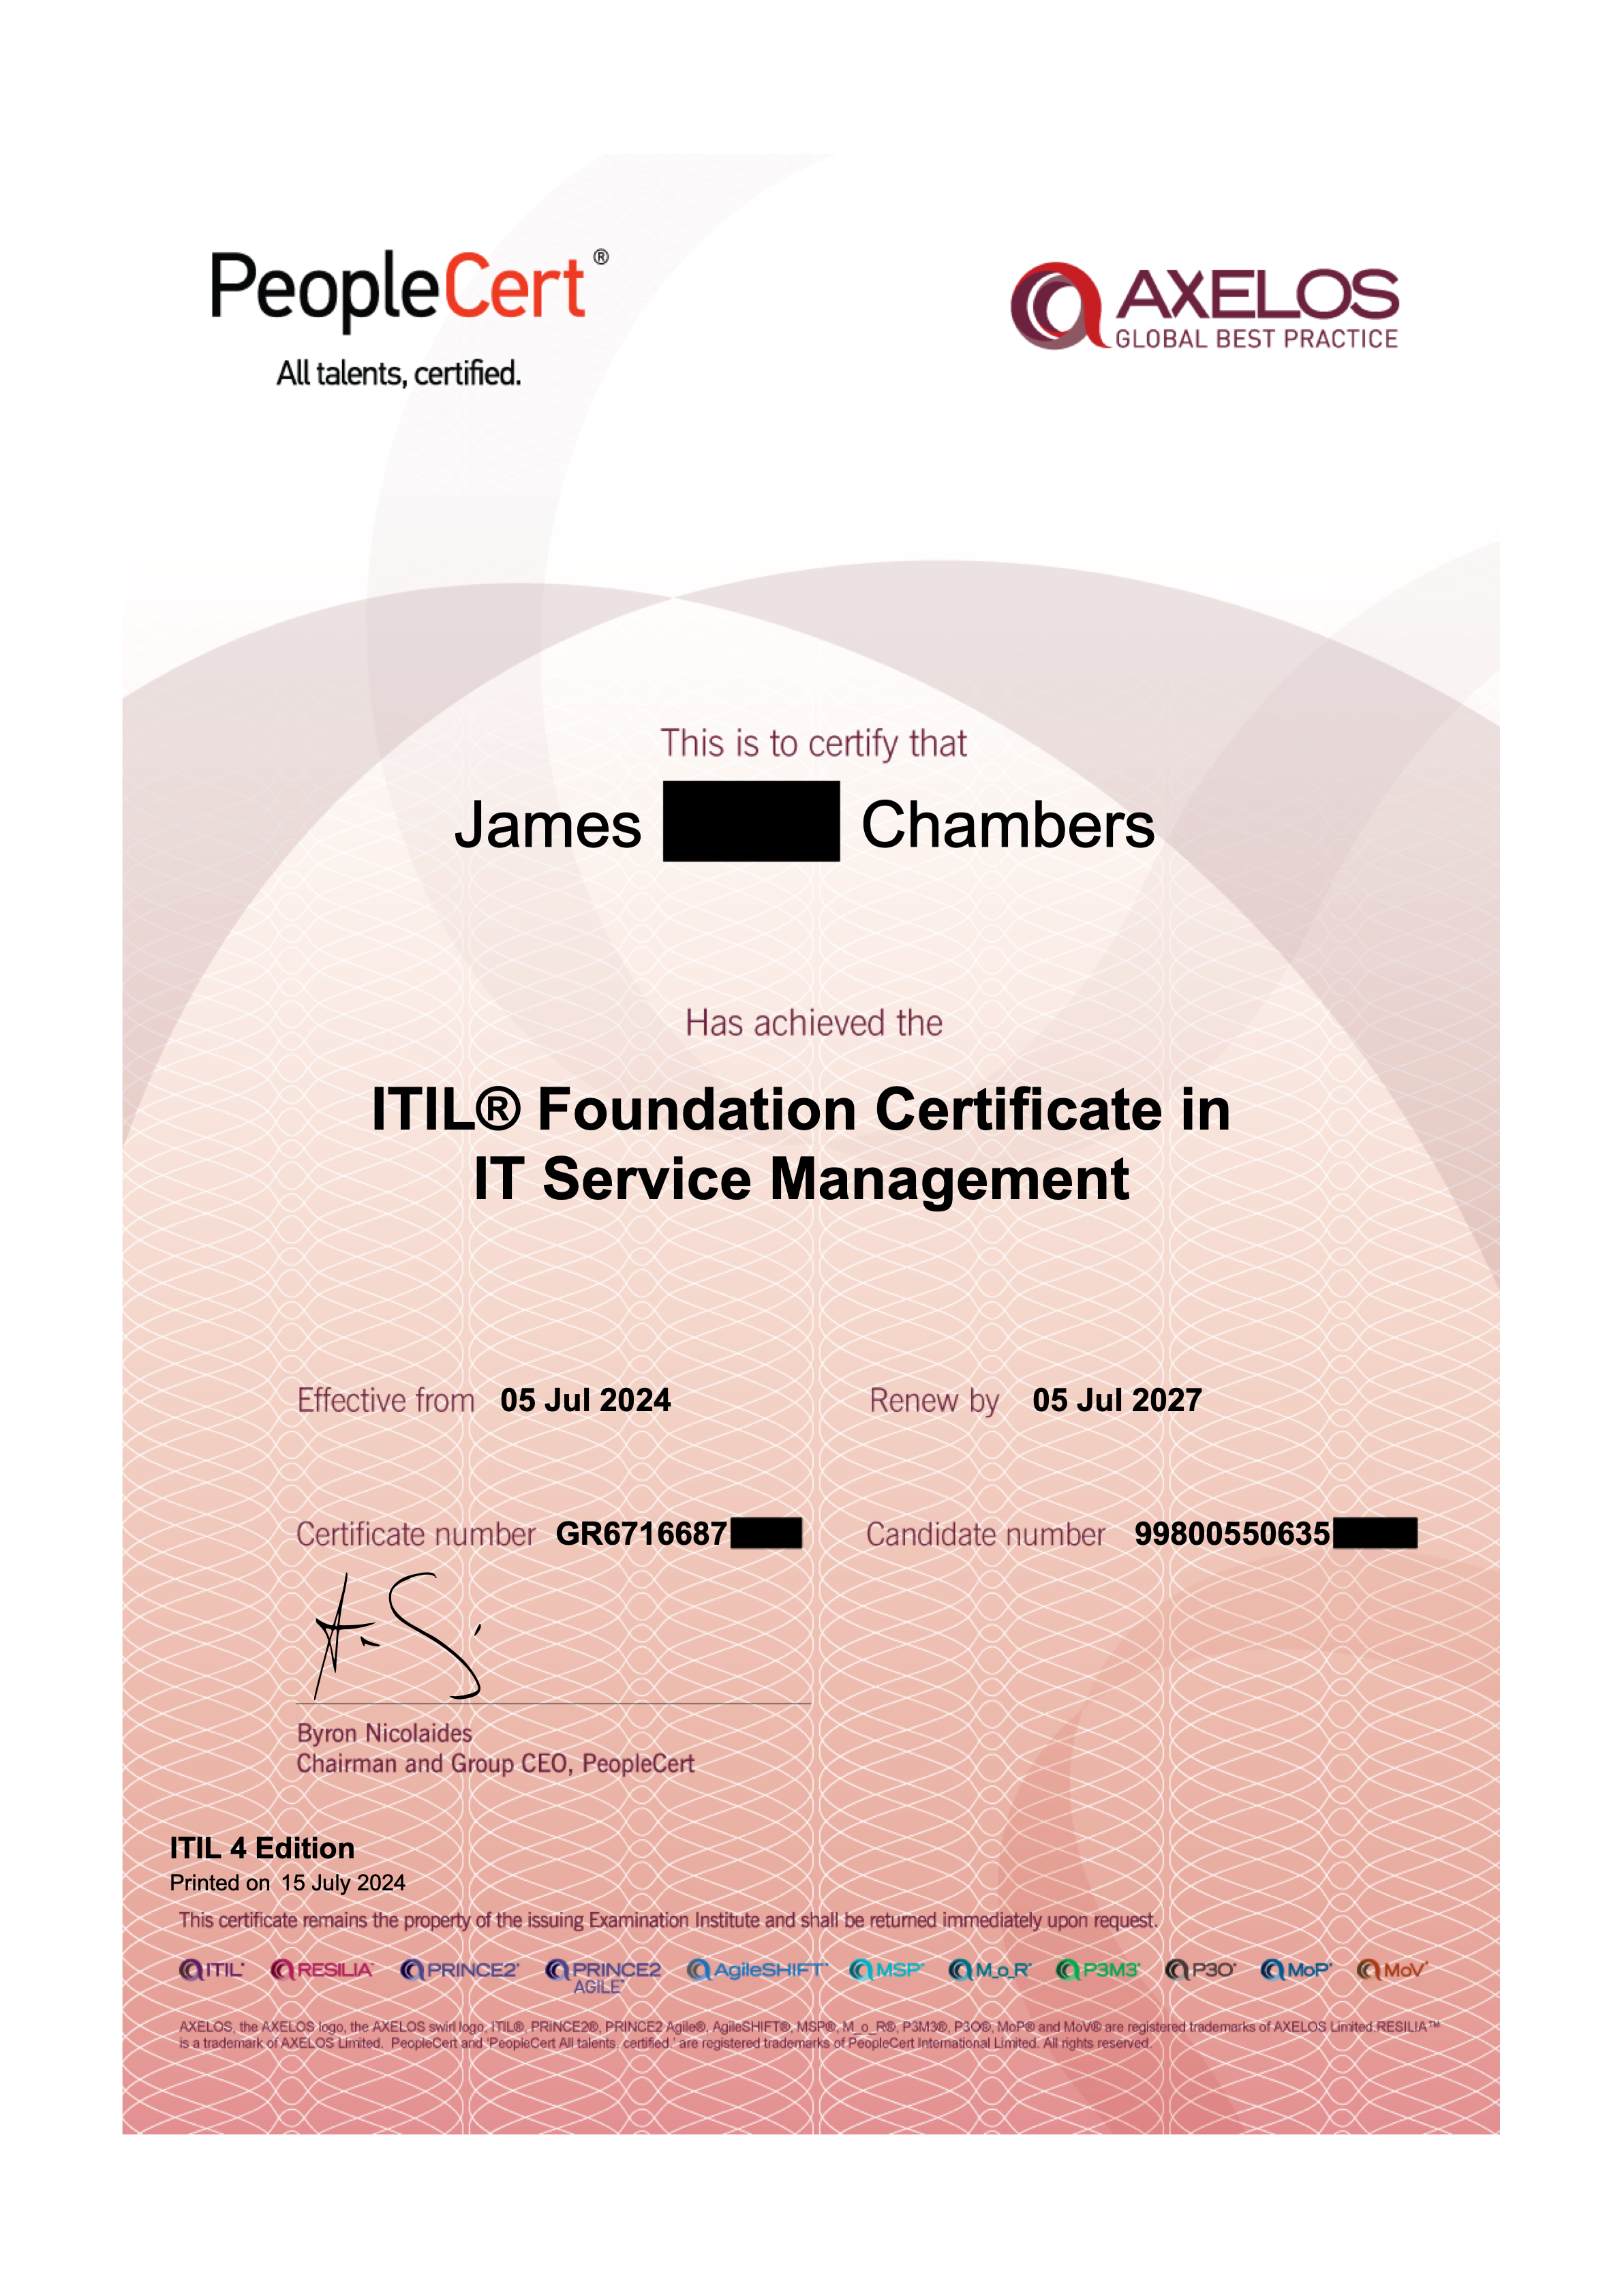 PeopleCert®
All talents, certified.
AXELOS
GLOBAL BEST PRACTICE
This is to certify that
James Chambers
Has achieved the
ITIL® Foundation Certificate in
IT Service Management
Effective from 05 Jul 2024 Renew by 05 Jul 2027
Certificate number GR6716687 Candidate number 99800550635
Byron Nicolaides
Chairman and Group CEO, PeopleCert
ITIL 4 Edition
Printed on 15 July 2024
This certificate remains the property of the issuing Examination Institute and shall be returned immediately upon request.
ITIL® RESILIA™ PRINCE2® PRINCE2 AGILE® AgileSHIFT® MSP® M_o_R® P3M3® P3O® MoP® MoV®
AXELOS, the AXELOS logo, the AXELOS swirl logo, ITIL®, PRINCE2®, PRINCE2 Agile®, AgileSHIFT®, MSP®, M_o_R®, P3M3®, P3O®, MoP® and MoV® are registered trademarks of AXELOS Limited.RESILIA™
is a trademark of AXELOS Limited. PeopleCert and 'PeopleCert All talents, certified.' are registered trademarks of PeopleCert International Limited. All rights reserved.